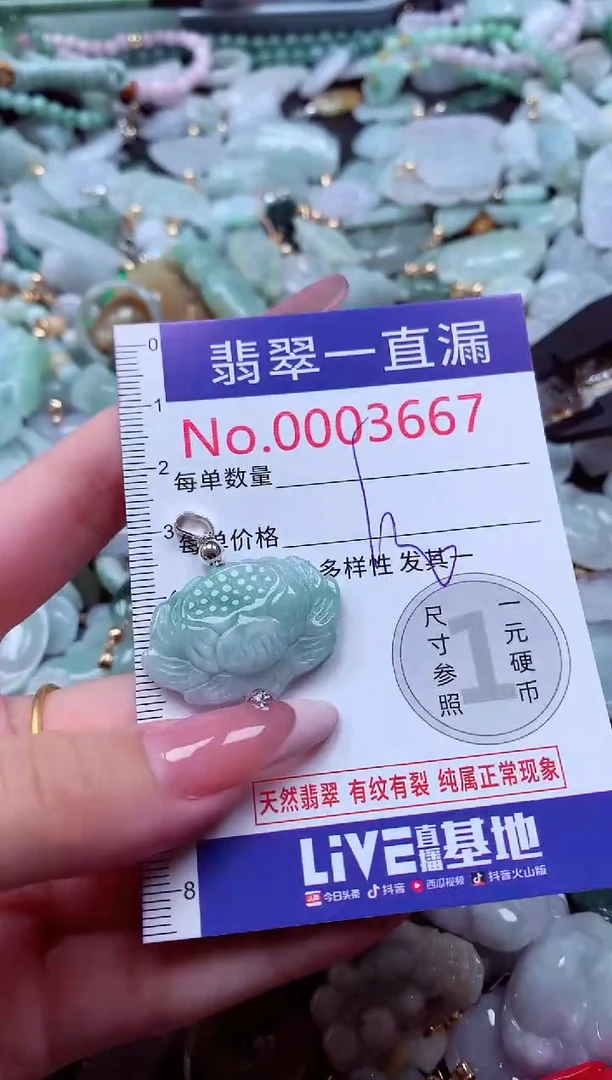 翡翠一直漏
0
1
2
3
8
No.0003667
每单数量
每单价格
多样性 发其一
尺寸参照
1
一元硬币
天然翡翠 有纹有裂 纯属正常现象
LiVE直播基地
头条 今日头条 抖音 西瓜视频 抖音火山版